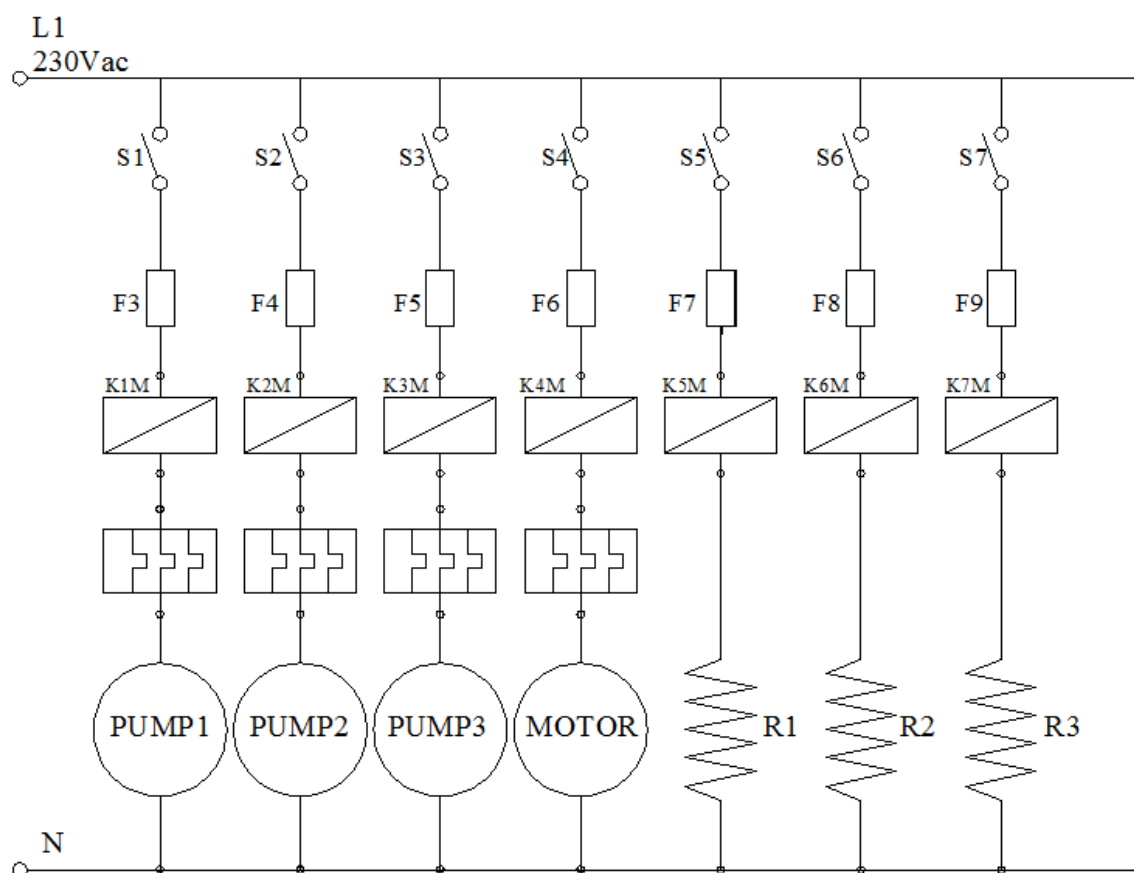 L1
230Vac
S1 S2 S3 S4 S5 S6 S7
F3 F4 F5 F6 F7 F8 F9
K1M K2M K3M K4M K5M K6M K7M
PUMP1 PUMP2 PUMP3 MOTOR R1 R2 R3
N